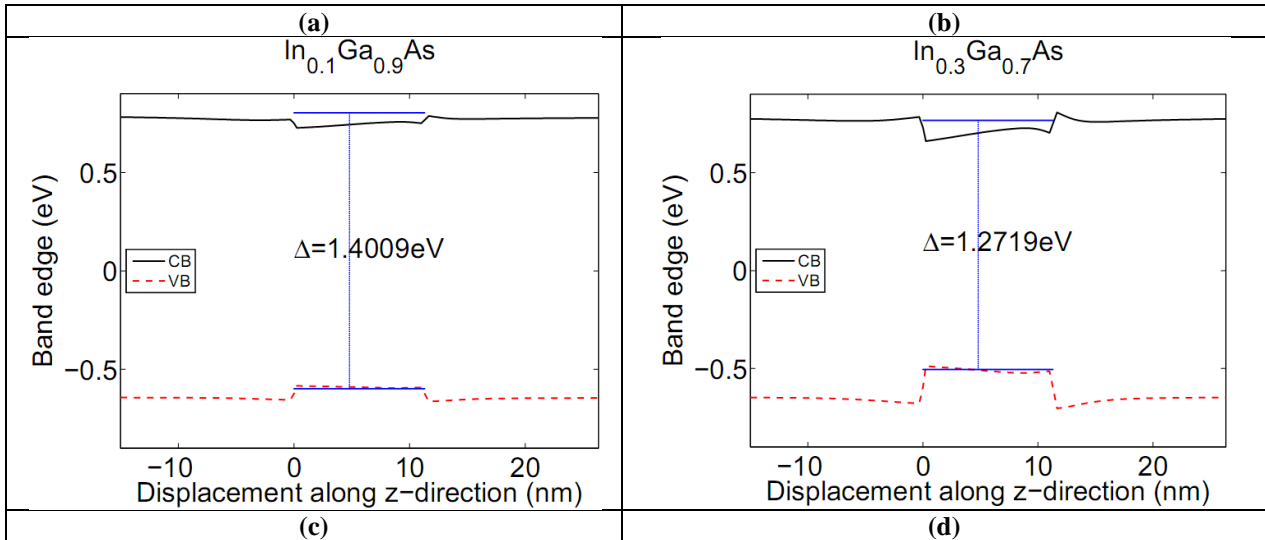 (a)
(b)
In0.1Ga0.9As
In0.3Ga0.7As
Band edge (eV)
0.5
0
−0.5
Δ=1.4009eV
CB
VB
−10
0
10
20
Displacement along z−direction (nm)
Band edge (eV)
0.5
0
−0.5
Δ=1.2719eV
CB
VB
−10
0
10
20
Displacement along z−direction (nm)
(c)
(d)